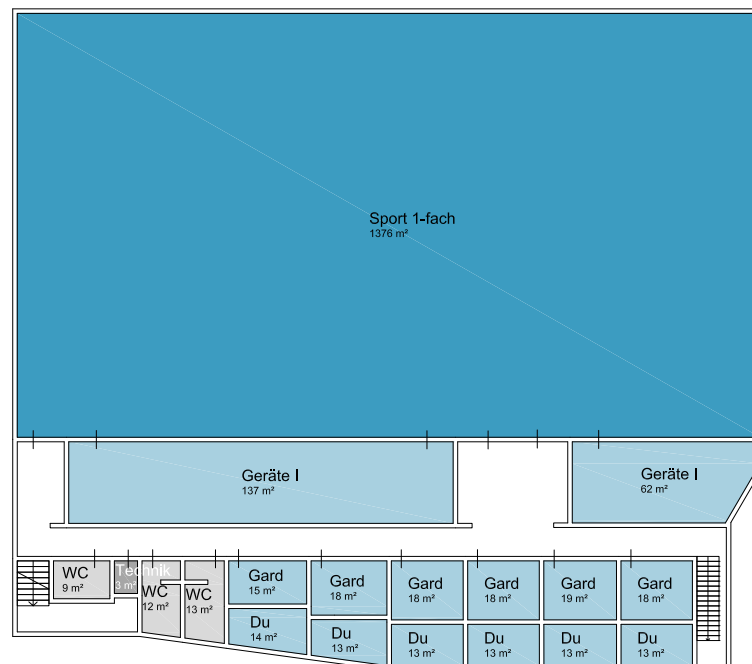 Sport 1-fach
1376 m²
Geräte I
137 m²
Geräte I
62 m²
WC
9 m²
Technik
3 m²
WC
12 m²
WC
13 m²
Gard
15 m²
Gard
18 m²
Gard
18 m²
Gard
18 m²
Gard
19 m²
Gard
18 m²
Du
14 m²
Du
13 m²
Du
13 m²
Du
13 m²
Du
13 m²
Du
13 m²